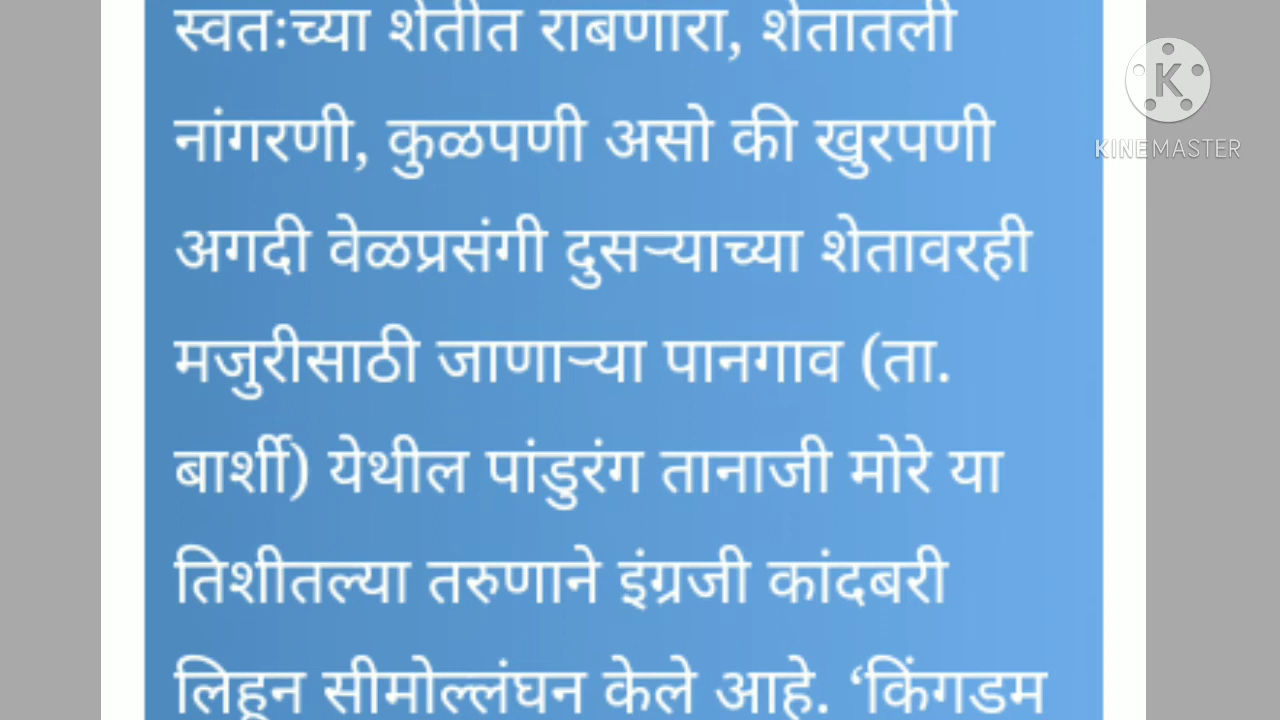 स्वतःच्या शेतीत राबणारा, शेतातली
नांगरणी, कुळपणी असो की खुरपणी
अगदी वेळप्रसंगी दुसऱ्याच्या शेतावरही
मजुरीसाठी जाणाऱ्या पानगाव (ता.
बार्शी) येथील पांडुरंग तानाजी मोरे या
तिशीतल्या तरुणाने इंग्रजी कांदबरी
लिहून सीमोल्लंघन केले आहे. ‘किंगडम
K
KINEMASTER